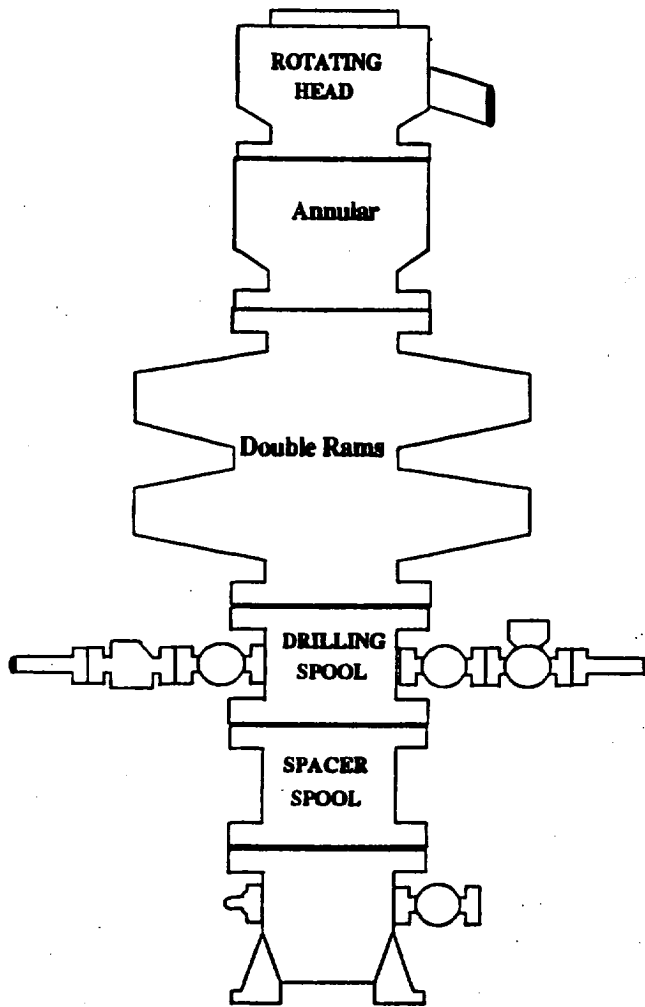 ROTATING
HEAD
Annular
Double Rams
DRILLING
SPOOL
SPACER
SPOOL